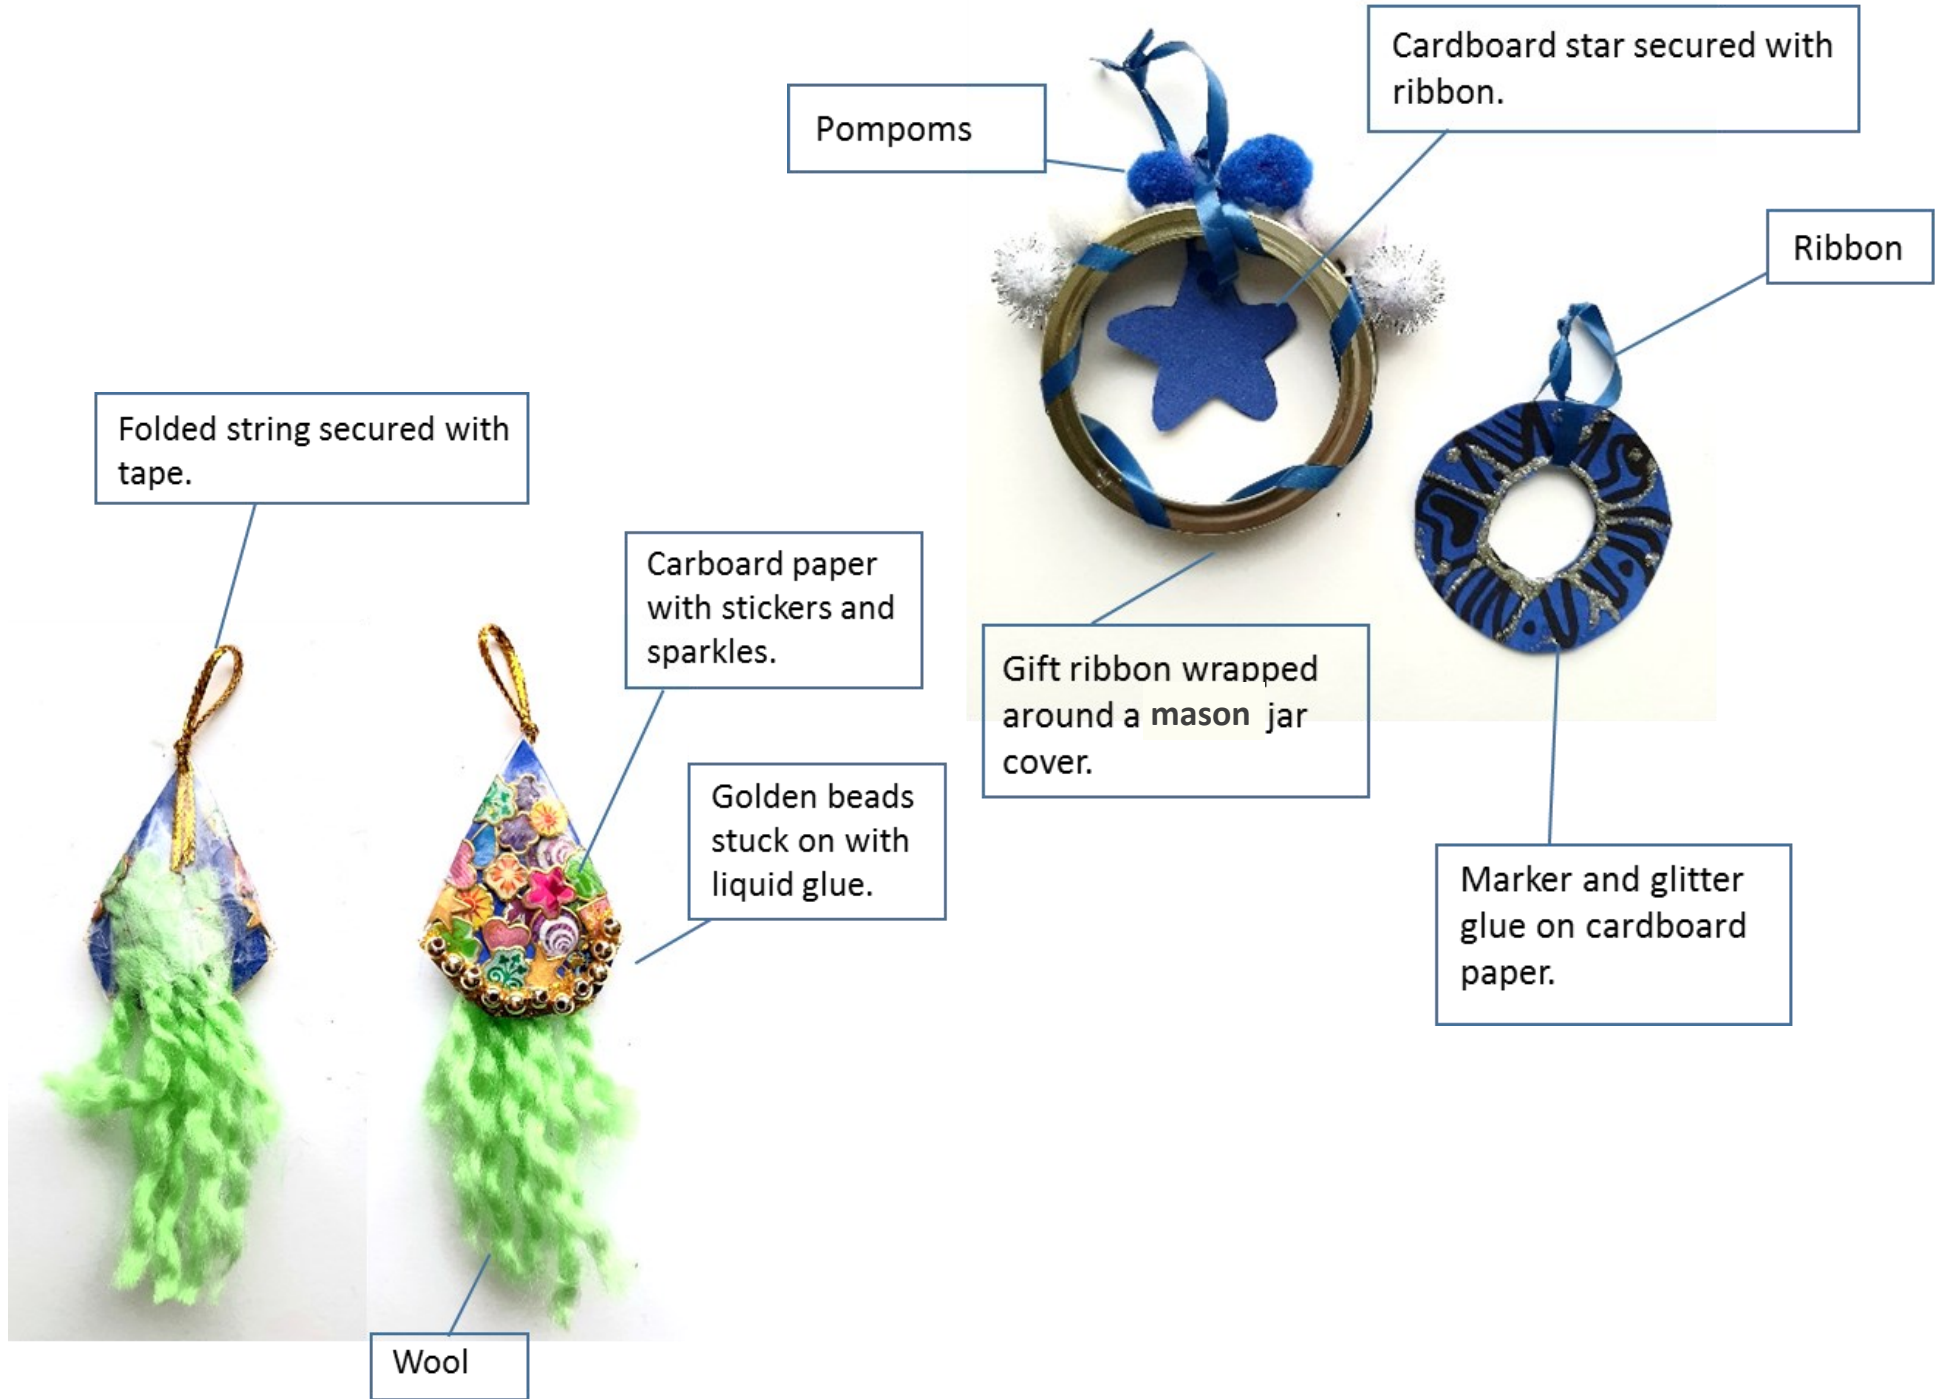 Cardboard star secured with
ribbon.
Pompoms
Ribbon
Folded string secured with
tape.
Carboard paper
with stickers and
sparkles.
Gift ribbon wrapped
around a mason jar
cover.
Golden beads
stuck on with
liquid glue.
Marker and glitter
glue on cardboard
paper.
Wool